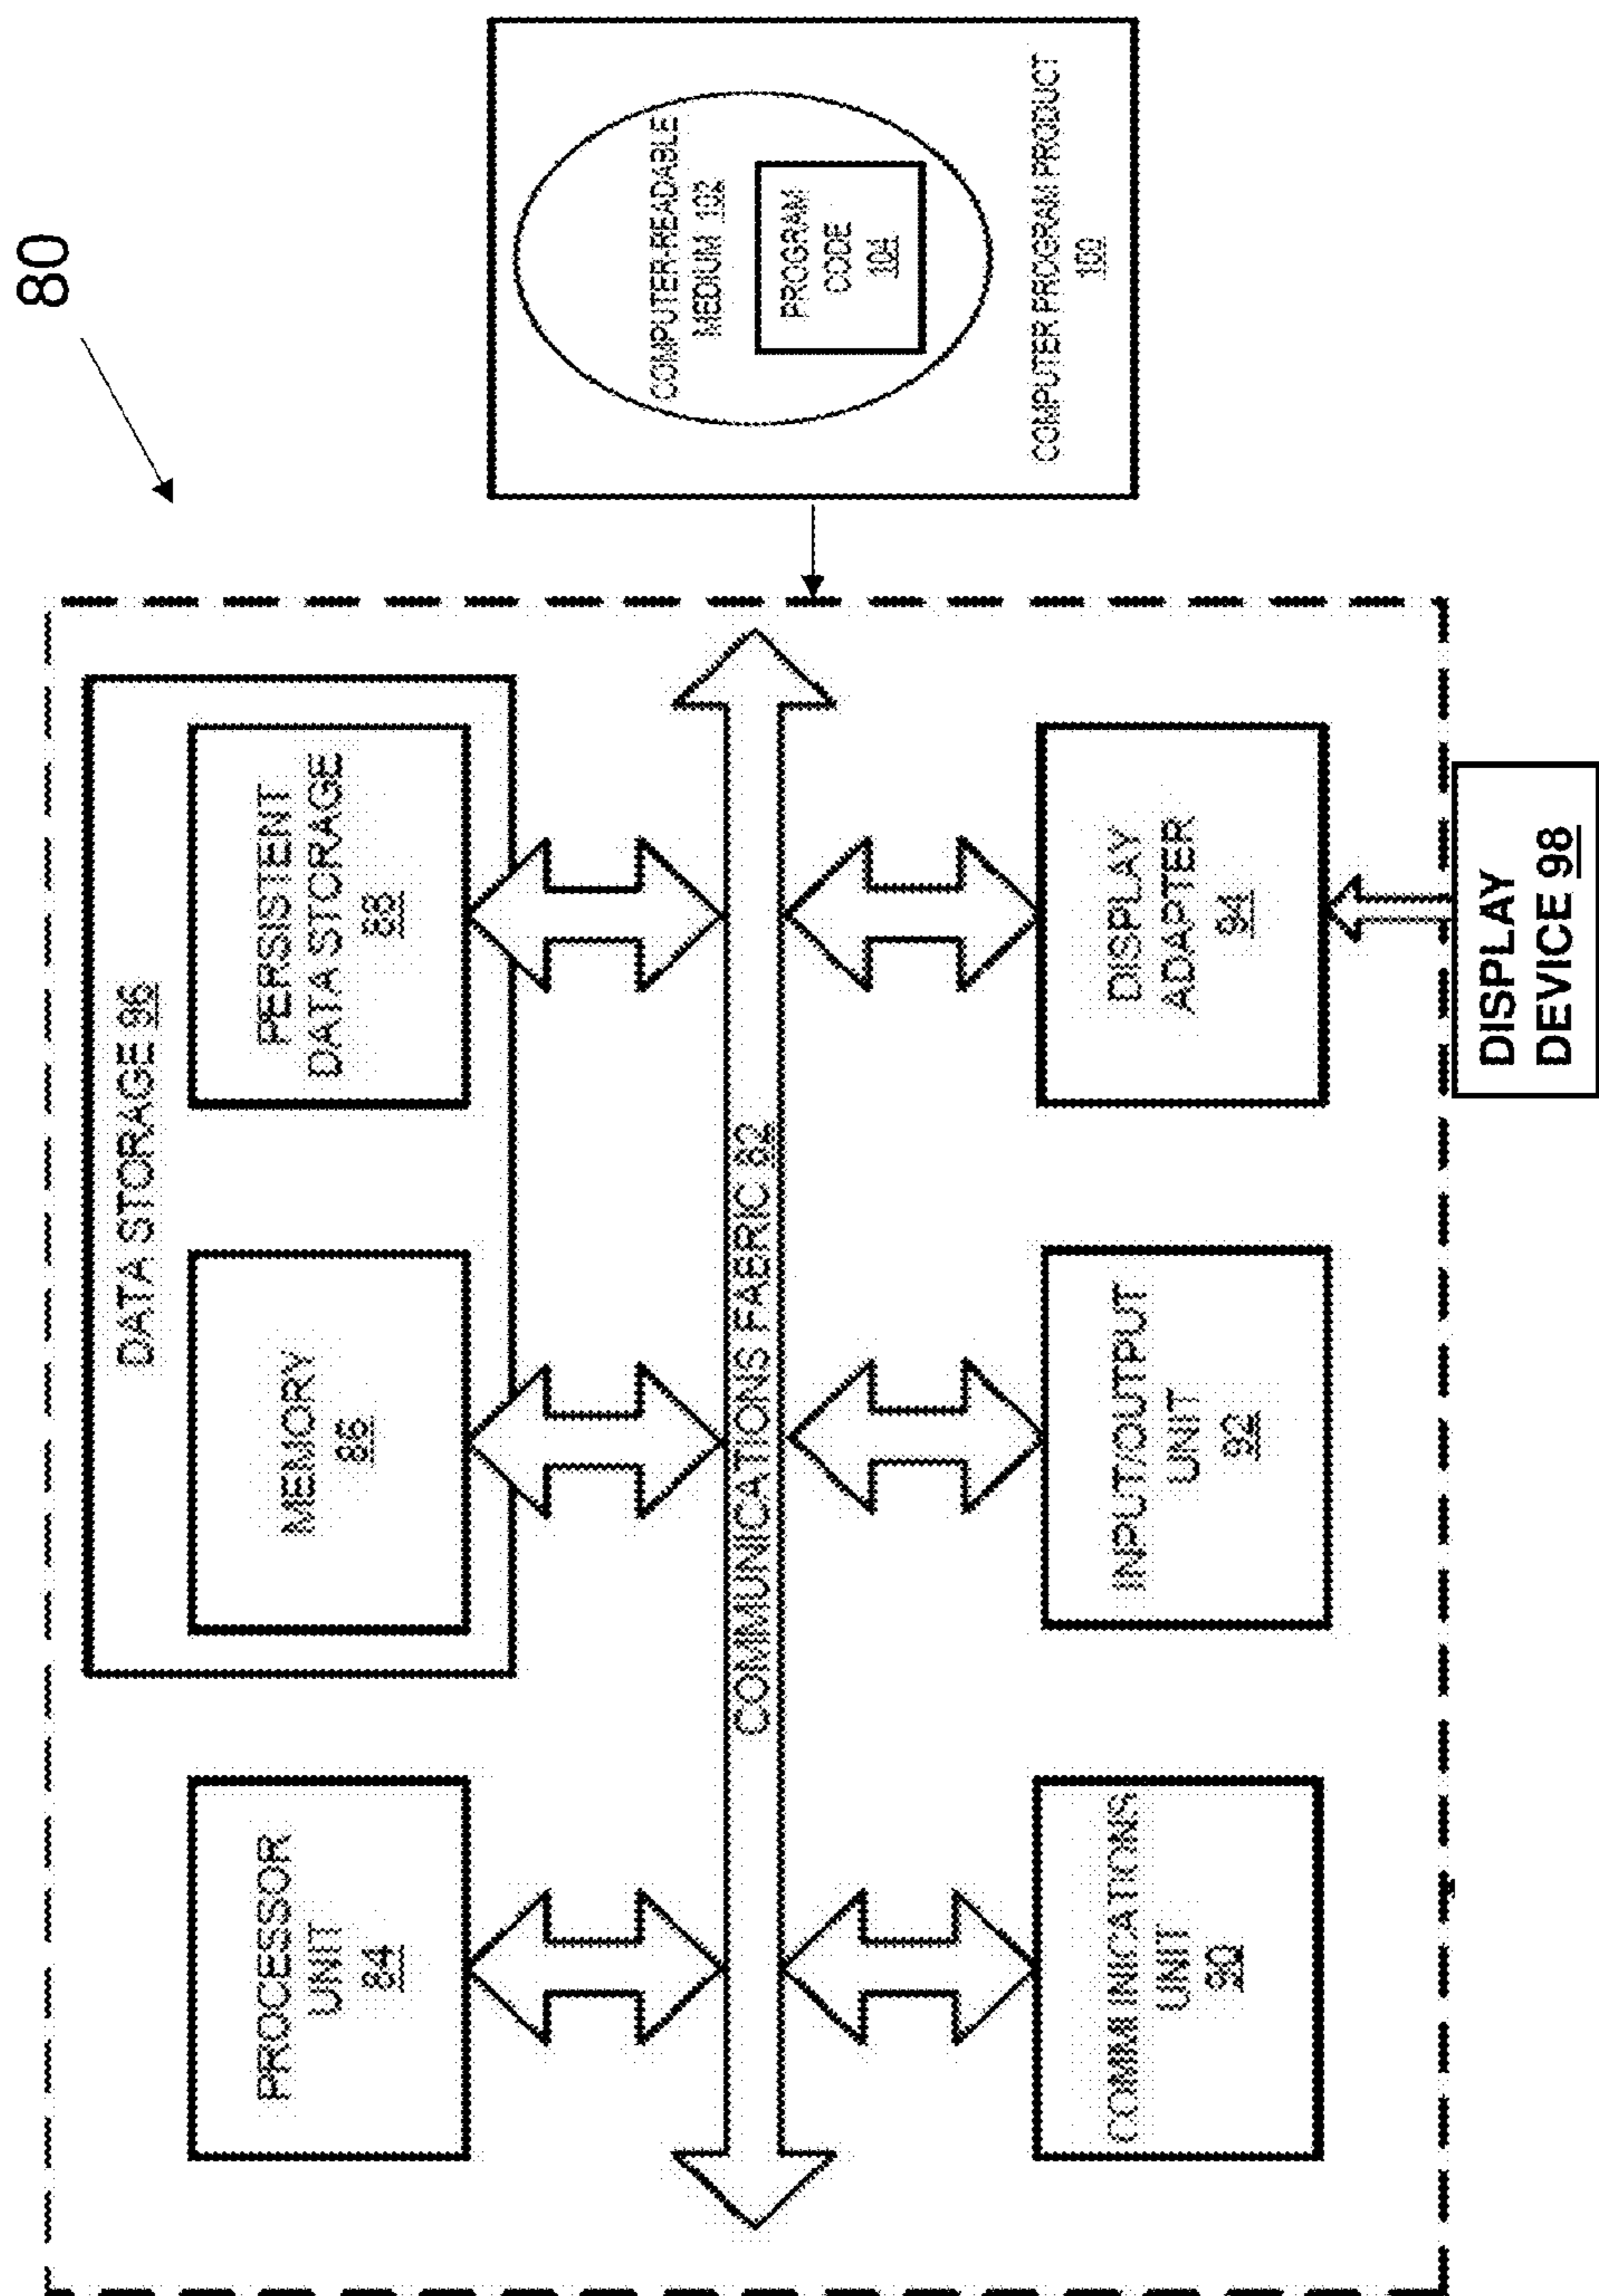 80
DATA STORAGE 96
PROCESSOR
UNIT
84
MEMORY
86
PERSISTENT
DATA STORAGE
88
COMMUNICATIONS FABRIC 82
COMMUNICATIONS
UNIT
90
INPUT/OUTPUT
UNIT
92
DISPLAY
ADAPTER
94
DISPLAY
DEVICE 98
COMPUTER-READABLE
MEDIUM 102
PROGRAM
CODE
104
COMPUTER PROGRAM PRODUCT
100